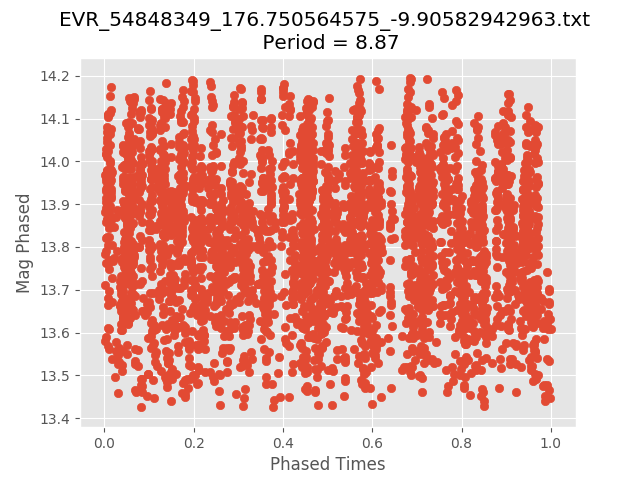 EVR_54848349_176.750564575_-9.90582942963.txt
Period = 8.87
14.2
14.1
14.0
13.9
13.8
13.7
13.6
13.5
13.4
Mag Phased
0.0 0.2 0.4 0.6 0.8 1.0
Phased Times